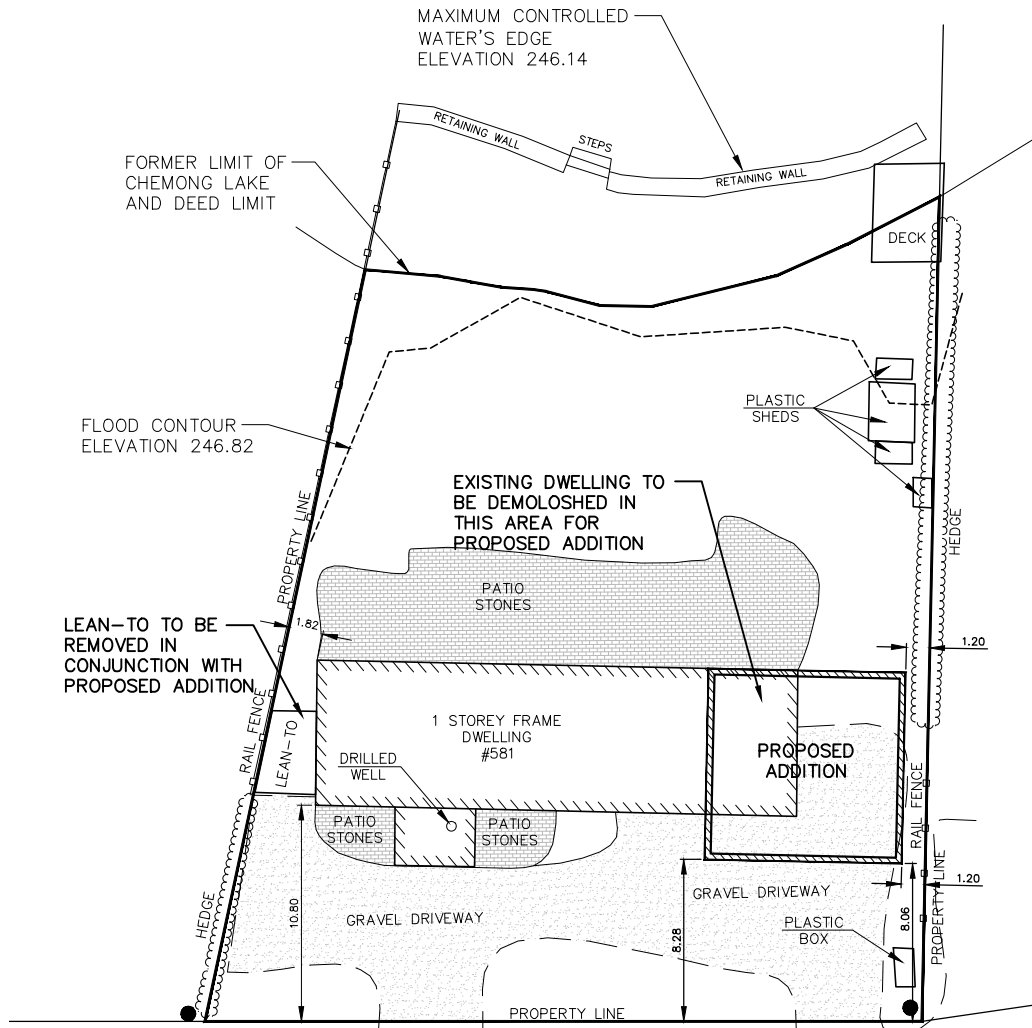 MAXIMUM CONTROLLED
WATER'S EDGE
ELEVATION 246.14
RETAINING WALL
STEPS
RETAINING WALL
FORMER LIMIT OF
CHEMONG LAKE
AND DEED LIMIT
DECK
FLOOD CONTOUR
ELEVATION 246.82
PLASTIC
SHEDS
EXISTING DWELLING TO
BE DEMOLOSHED IN
THIS AREA FOR
PROPOSED ADDITION
HEDGE
PROPERTY LINE
PATIO
STONES
1.82
LEAN-TO TO BE
REMOVED IN
CONJUNCTION WITH
PROPOSED ADDITION
1.20
RAIL FENCE
LEAN-TO
1 STOREY FRAME
DWELLING
#581
DRILLED
WELL
PROPOSED
ADDITION
RAIL FENCE
PATIO
STONES
PATIO
STONES
1.20
HEDGE
10.80
GRAVEL DRIVEWAY
GRAVEL DRIVEWAY
8.28
8.06
PLASTIC
BOX
PROPERTY LINE
PROPERTY LINE